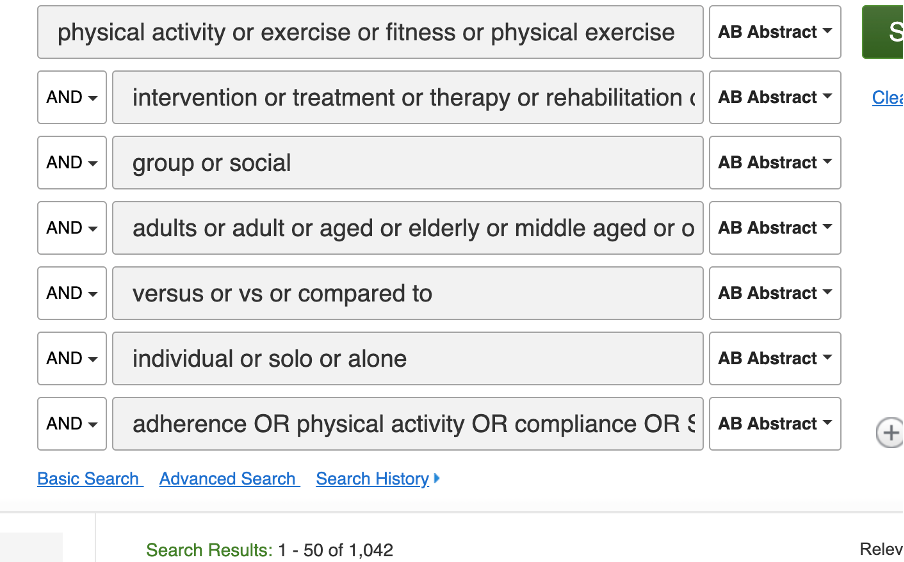 physical activity or exercise or fitness or physical exercise AB Abstract S
AND intervention or treatment or therapy or rehabilitation AB Abstract Clea
AND group or social AB Abstract
AND adults or adult or aged or elderly or middle aged or o AB Abstract
AND versus or vs or compared to AB Abstract
AND individual or solo or alone AB Abstract
AND adherence OR physical activity OR compliance OR S AB Abstract
Basic Search Advanced Search Search History
Search Results: 1 - 50 of 1,042 Relev